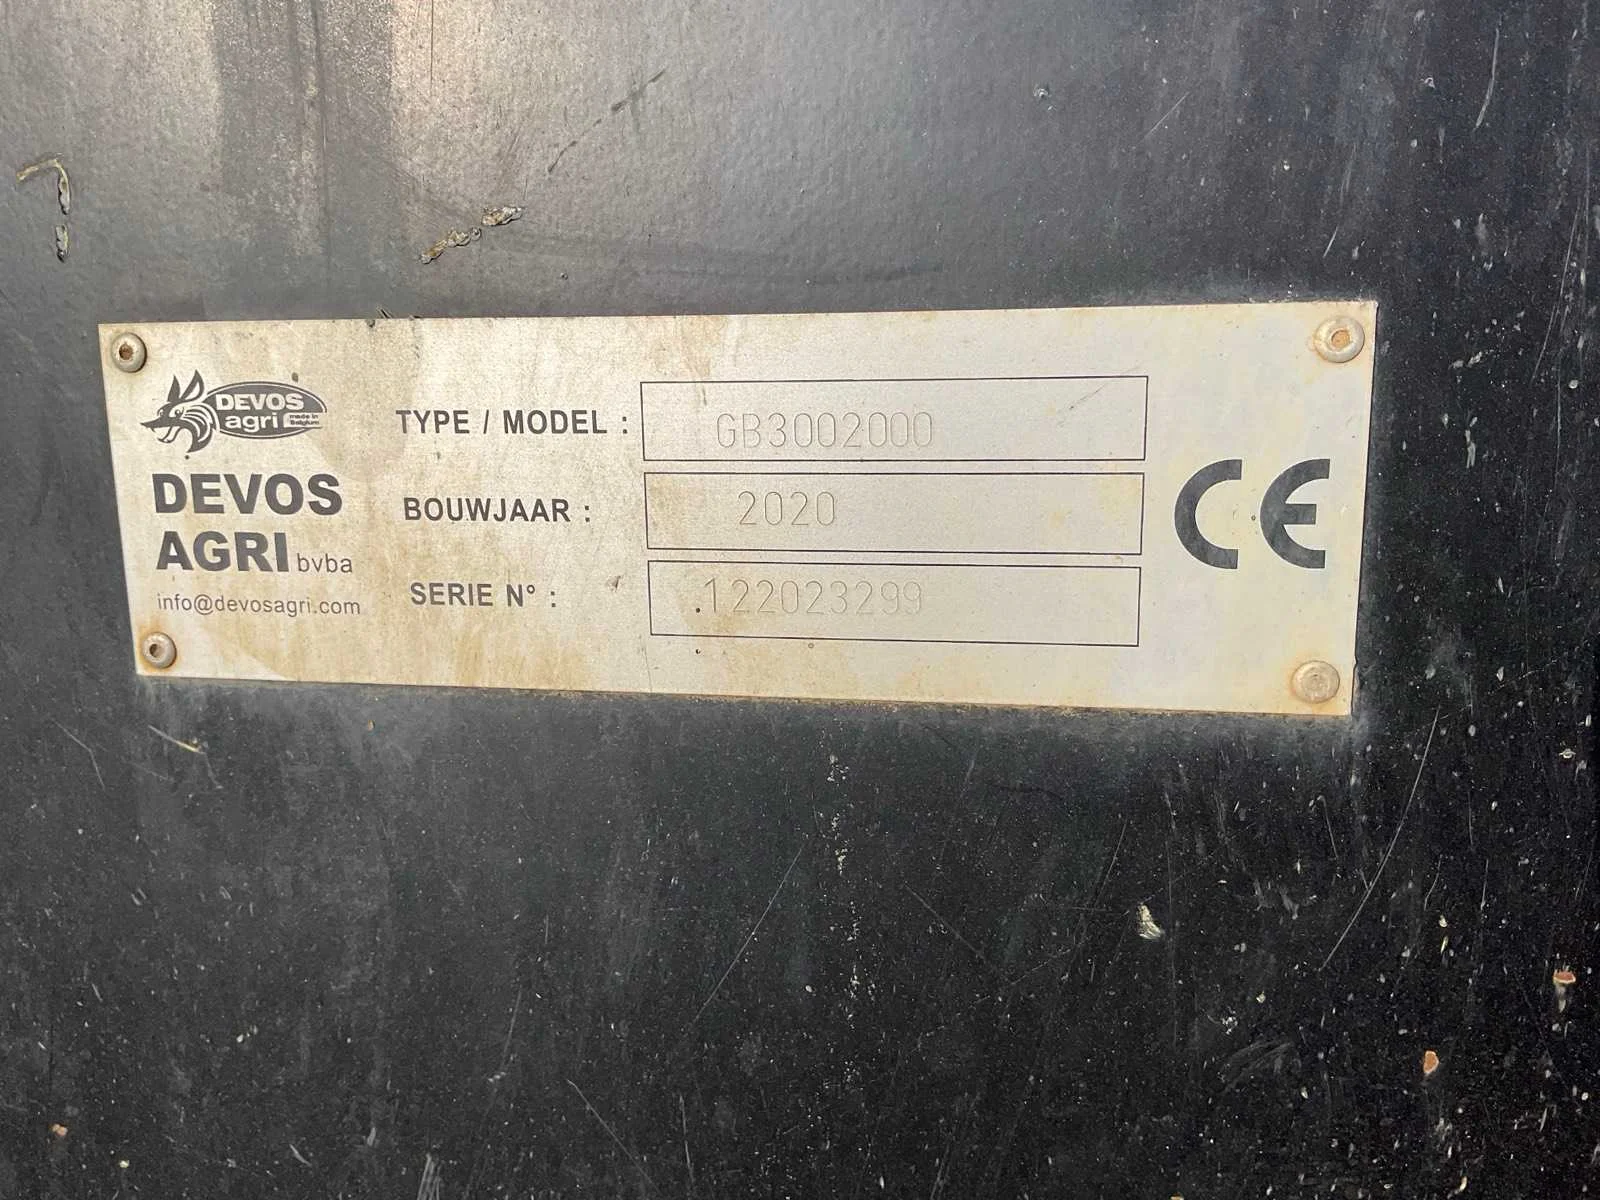 DEVOS
agri made in Belgium
DEVOS
AGRI bvba
info@devosagri.com
TYPE / MODEL : GB3002000
BOUWJAAR : 2020
SERIE N° : 122023299
CE